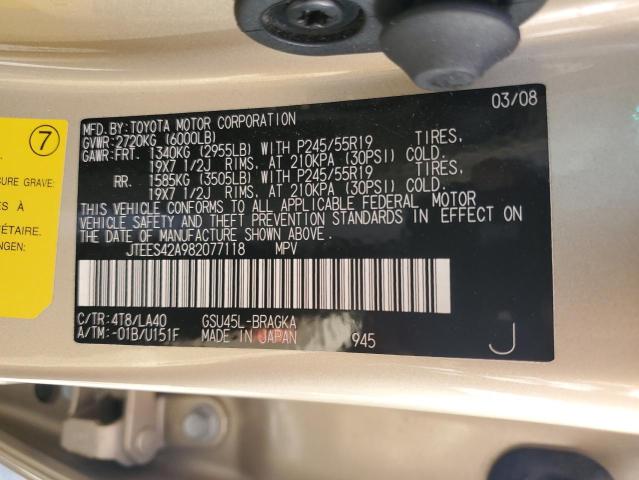 7
SURE GRAVE:
ÈS À
ÉTAIRE.
NGEN:
MFD.BY:TOYOTA MOTOR CORPORATION 03/08
GVWR:2720KG (6000LB)
GAWR:FRT. 1340KG (2955LB) WITH P245/55R19 TIRES,
19X7 1/2J RIMS, AT 210KPA (30PSI) COLD.
RR. 1585KG (3505LB) WITH P245/55R19 TIRES,
19X7 1/2J RIMS, AT 210KPA (30PSI) COLD.
THIS VEHICLE CONFORMS TO ALL APPLICABLE FEDERAL MOTOR
VEHICLE SAFETY AND THEFT PREVENTION STANDARDS IN EFFECT ON
THE DATE OF MANUFACTURE SHOWN ABOVE.
JTEES42A982077118 MPV
C/TR:4T8/LA40 GSU45L-BRAGKA
A/TM:-01B/U151F MADE IN JAPAN 945 J